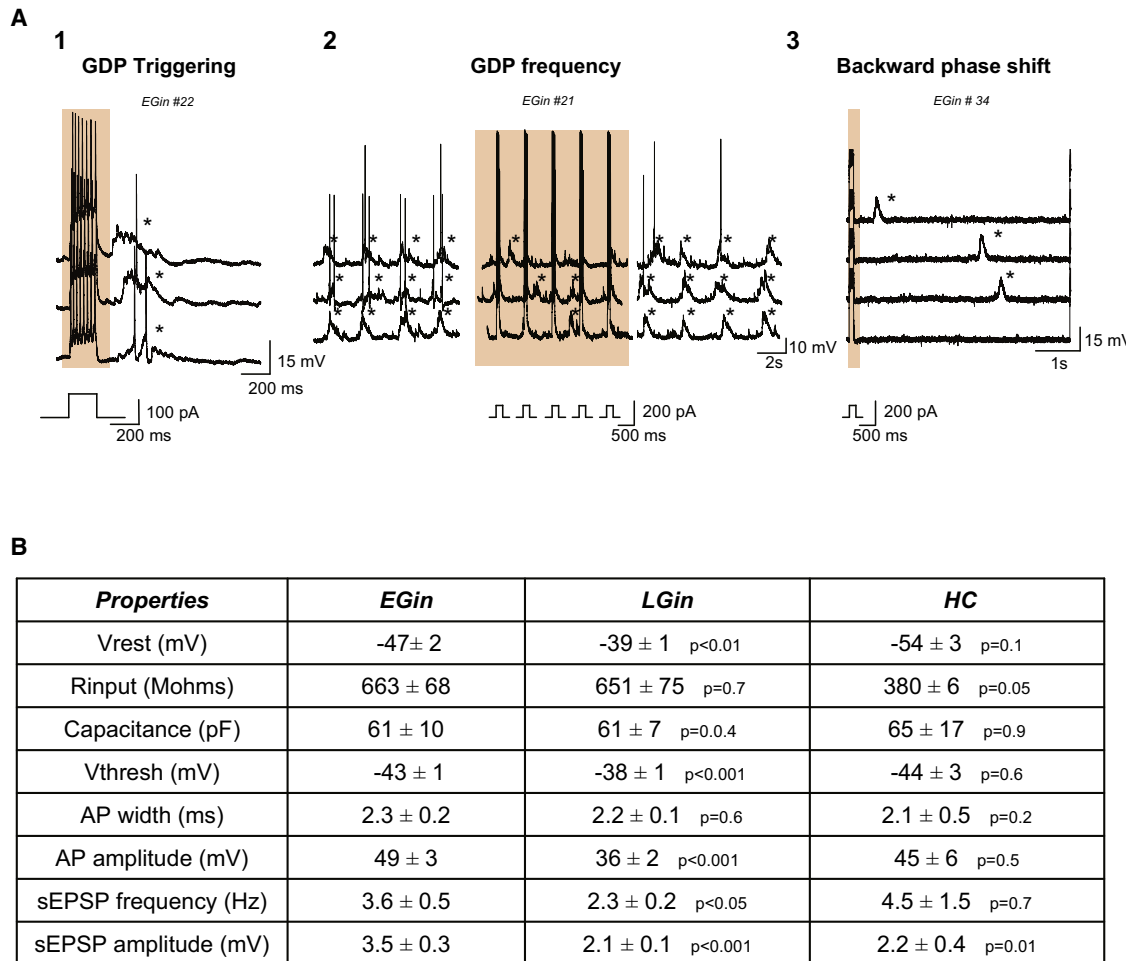 A
1
GDP Triggering
EGin #22
*
*
*
15 mV
200 ms
100 pA
200 ms
2
GDP frequency
EGin #21
* * * *
* * * *
* * * *
*
* *
*
* * * *
* * * *
* * * *
10 mV
2s
200 pA
500 ms
3
Backward phase shift
EGin # 34
*
*
*
15 mV
1s
200 pA
500 ms
B
Properties EGin LGin HC
Vrest (mV) -47± 2 -39 ± 1 p<0.01 -54 ± 3 p=0.1
Rinput (Mohms) 663 ± 68 651 ± 75 p=0.7 380 ± 6 p=0.05
Capacitance (pF) 61 ± 10 61 ± 7 p=0.0.4 65 ± 17 p=0.9
Vthresh (mV) -43 ± 1 -38 ± 1 p<0.001 -44 ± 3 p=0.6
AP width (ms) 2.3 ± 0.2 2.2 ± 0.1 p=0.6 2.1 ± 0.5 p=0.2
AP amplitude (mV) 49 ± 3 36 ± 2 p<0.001 45 ± 6 p=0.5
sEPSP frequency (Hz) 3.6 ± 0.5 2.3 ± 0.2 p<0.05 4.5 ± 1.5 p=0.7
sEPSP amplitude (mV) 3.5 ± 0.3 2.1 ± 0.1 p<0.001 2.2 ± 0.4 p=0.01